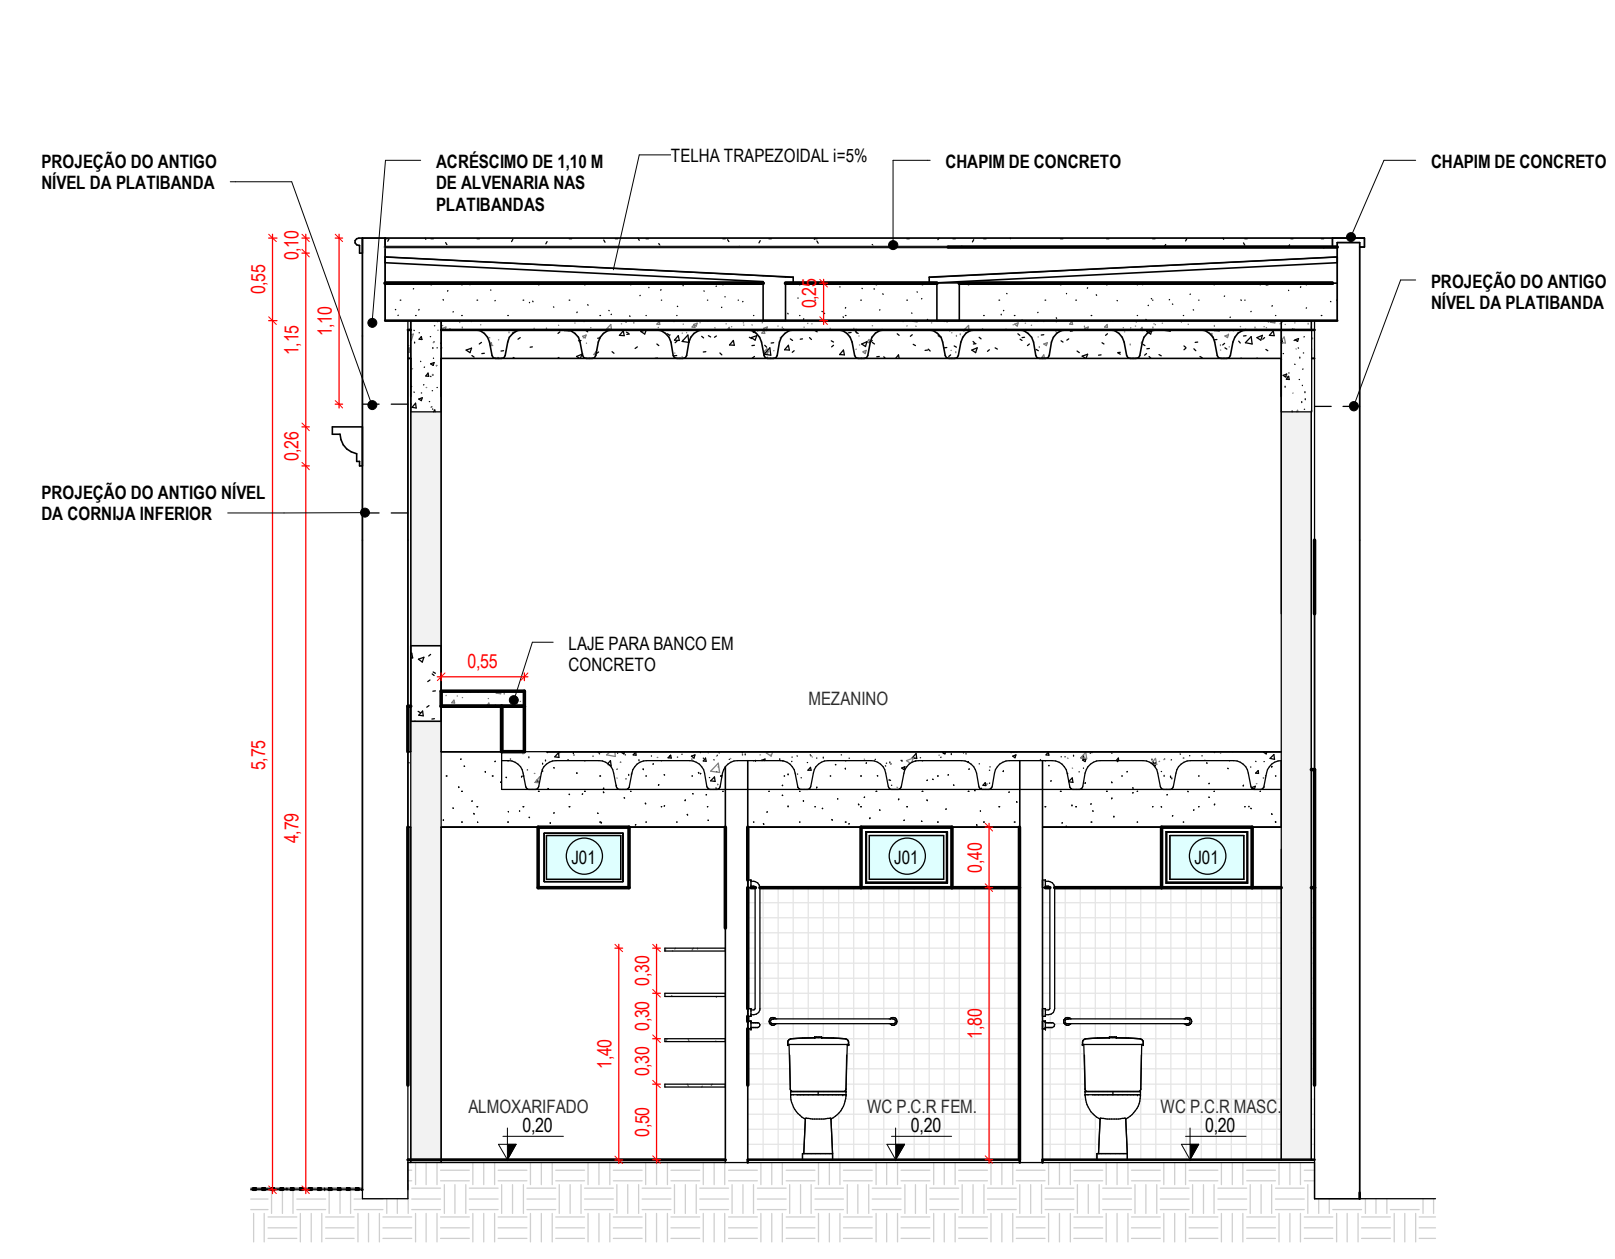 PROJEÇÃO DO ANTIGO
NÍVEL DA PLATIBANDA
ACRÉSCIMO DE 1,10 M
DE ALVENARIA NAS
PLATIBANDAS
TELHA TRAPEZOIDAL i=5%
CHAPIM DE CONCRETO
CHAPIM DE CONCRETO
0,10
0,55
1,10
1,15
0,25
PROJEÇÃO DO ANTIGO
NÍVEL DA PLATIBANDA
0,26
PROJEÇÃO DO ANTIGO NÍVEL
DA CORNIJA INFERIOR
0,55
LAJE PARA BANCO EM
CONCRETO
MEZANINO
5,75
4,79
J01
J01
J01
0,40
0,30
0,30
0,30
0,50
1,40
1,80
ALMOXARIFADO
0,20
WC P.C.R FEM.
0,20
WC P.C.R MASC.
0,20